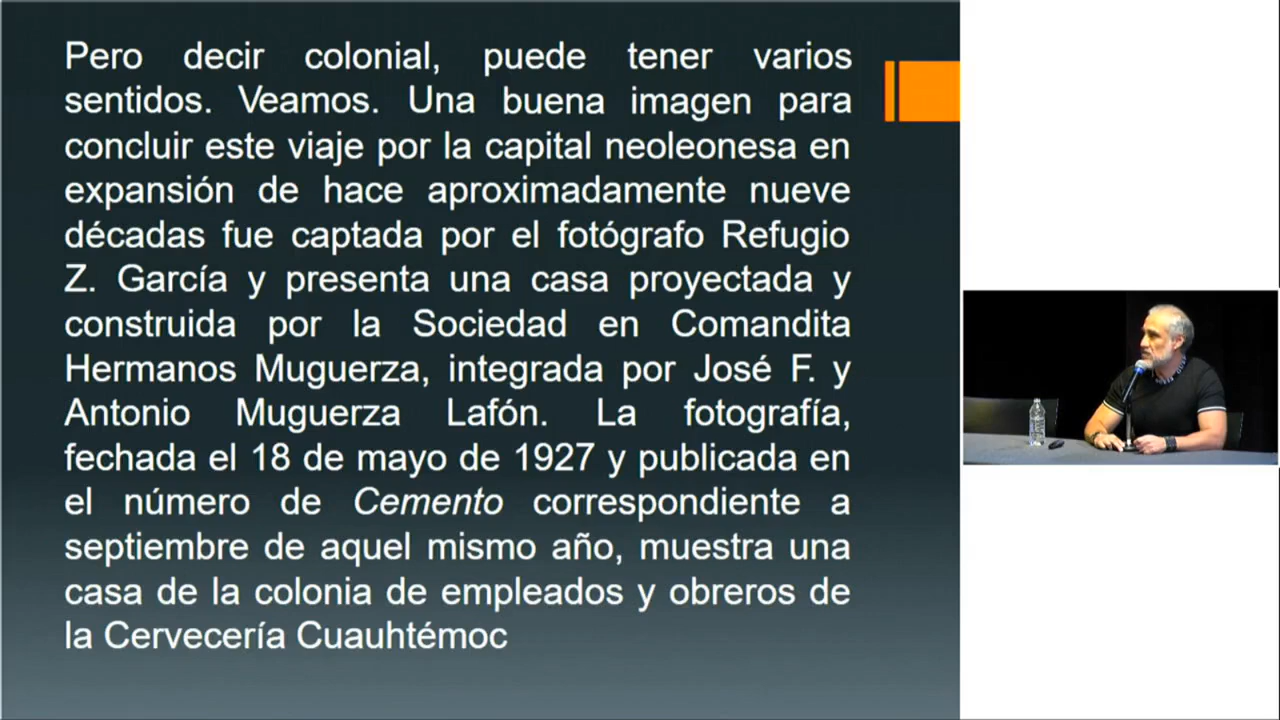 Pero decir colonial, puede tener varios
sentidos. Veamos. Una buena imagen para
concluir este viaje por la capital neoleonesa en
expansión de hace aproximadamente nueve
décadas fue captada por el fotógrafo Refugio
Z. García y presenta una casa proyectada y
construida por la Sociedad en Comandita
Hermanos Muguerza, integrada por José F. y
Antonio Muguerza Lafón. La fotografía,
fechada el 18 de mayo de 1927 y publicada en
el número de Cemento correspondiente a
septiembre de aquel mismo año, muestra una
casa de la colonia de empleados y obreros de
la Cervecería Cuauhtémoc